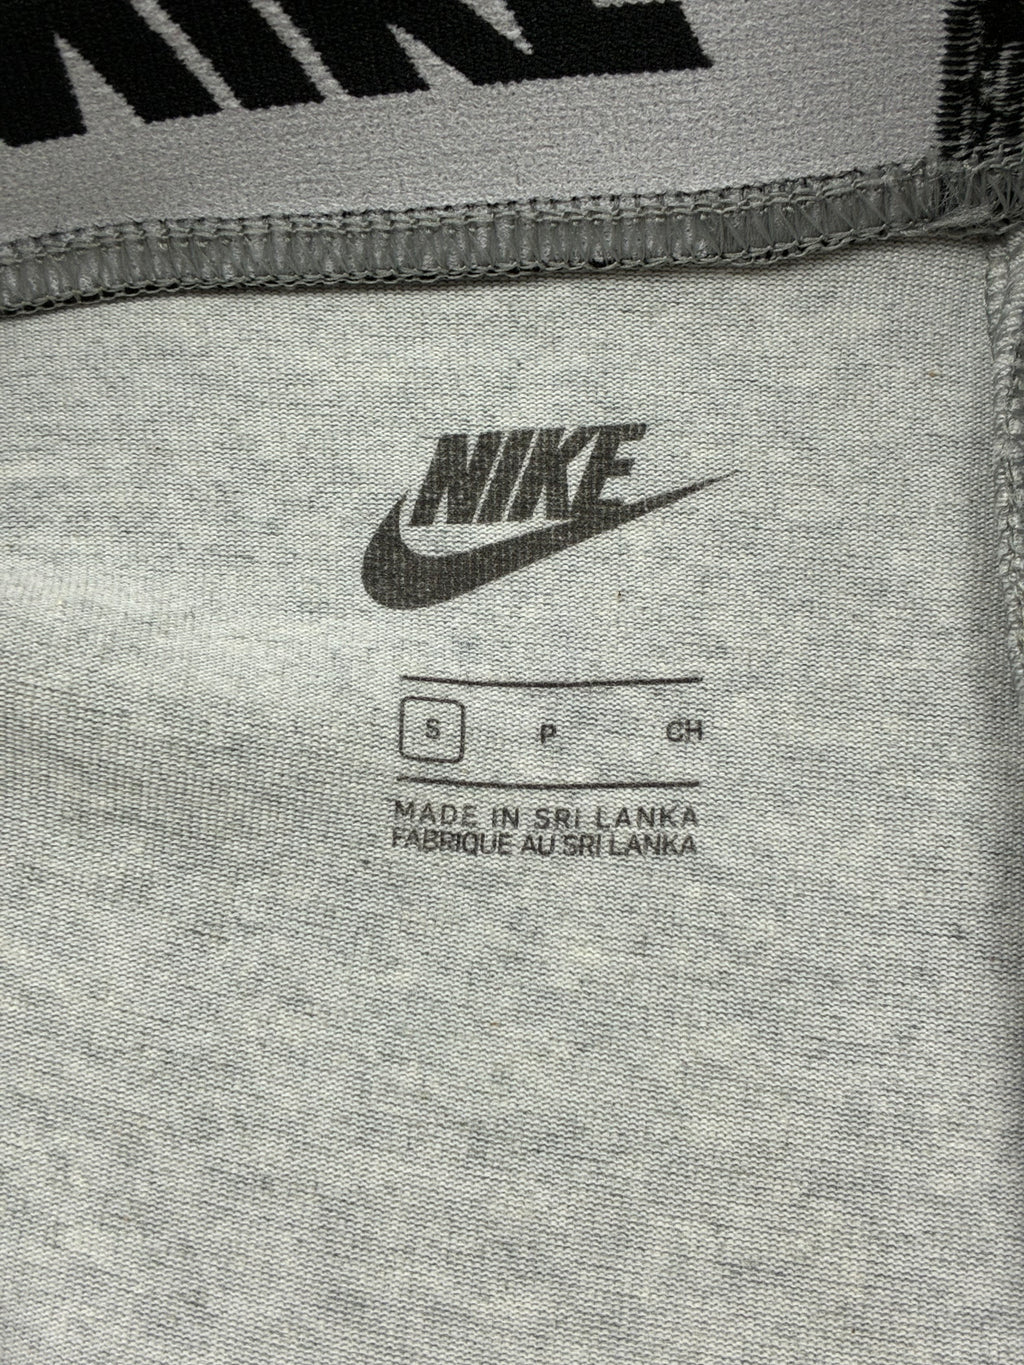 NIKE
NIKE
S P CH
MADE IN SRI LANKA
FABRIQUE AU SRI LANKA